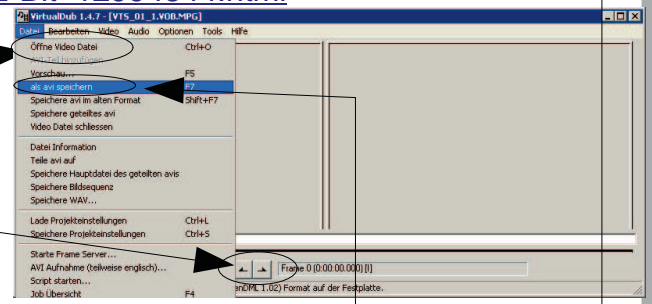 VirtualDub 1.4.7 - [VTS_01_1.VOB.MPG]
Datei Bearbeiten Video Audio Optionen Tools Hilfe
Öffne Video Datei Ctrl+O
AVI-Teil hinzufügen
Vorschau... F5
als avi speichern F7
Speichere avi im alten Format Shift+F7
Speichere geteiltes avi
Video Datei schliessen
Datei Information
Teile avi auf
Speichere Hauptdatei des geteilten avis
Speichere Bildsequenz
Speichere WAV...
Lade Projekteinstellungen Ctrl+L
Speichere Projekteinstellungen Ctrl+S
Starte Frame Server...
Frame 0 (0:00:00.000) [I]
AVI Aufnahme (teilweise englisch)...
Script starten...
Job Übersicht F4
enDML 1.02) Format auf der Festplatte.